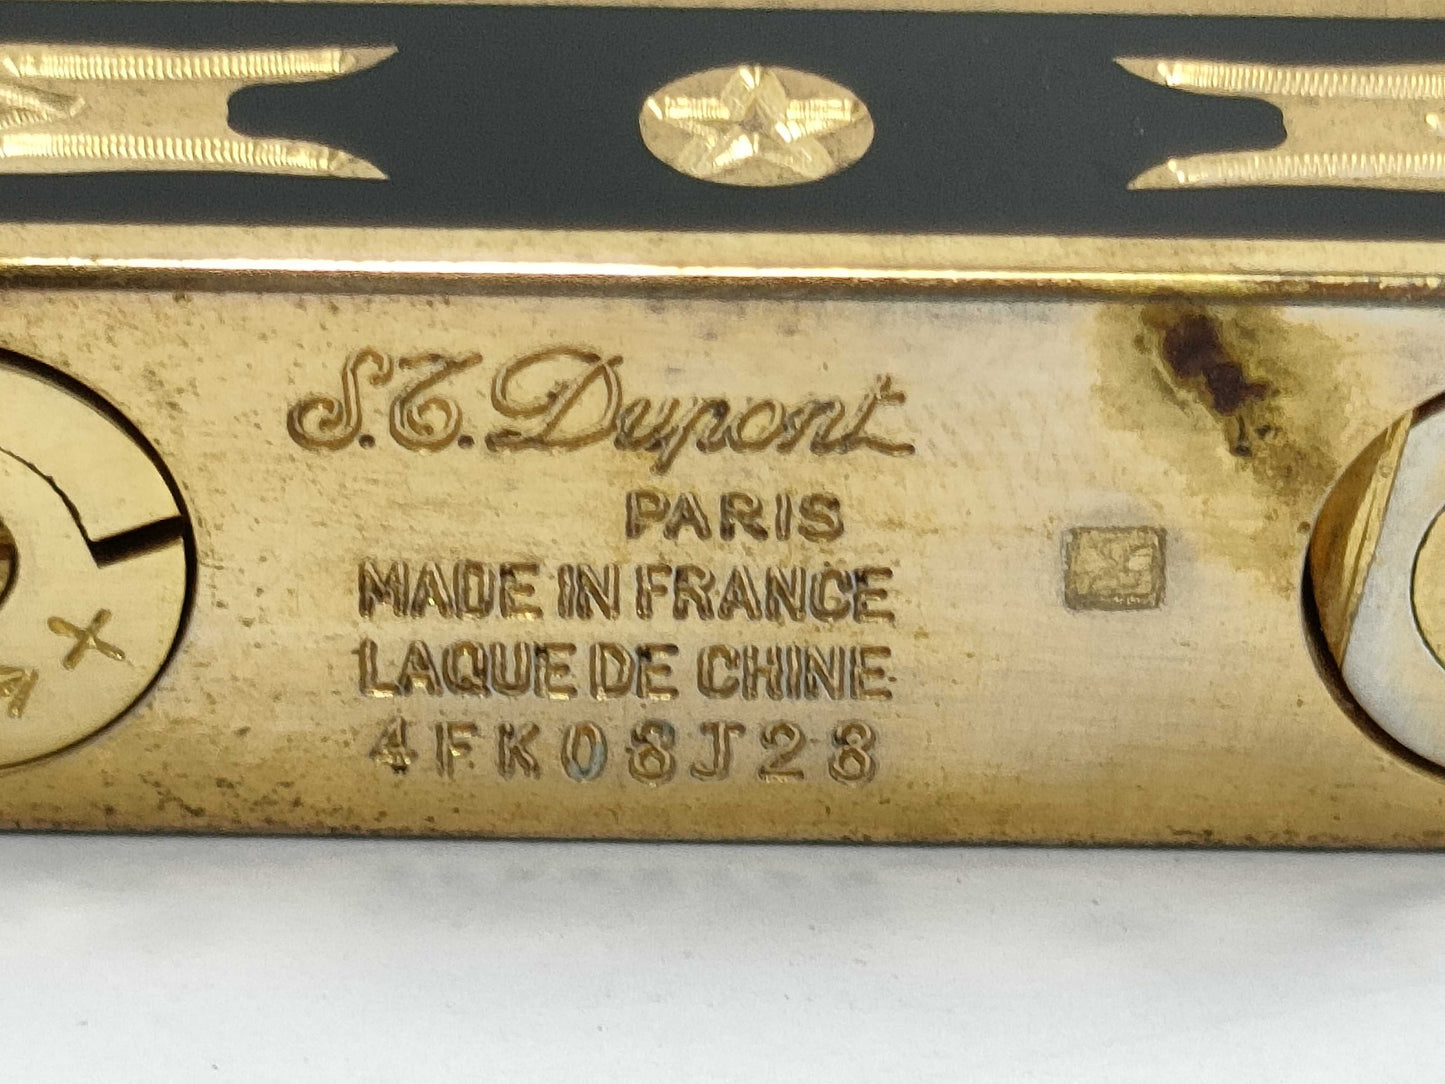 S.T. Dupont
PARIS
MADE IN FRANCE
LAQUE DE CHINE
4FK08J28